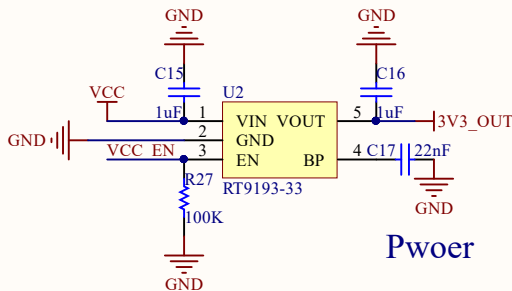 GND GND
C15 U2 C16
VCC 1uF 1 VIN VOUT 5 1uF 3V3_OUT
GND 2 GND
VCC_EN 3 EN BP 4 C17 22nF
R27 RT9193-33
100K GND
Pwoer
GND